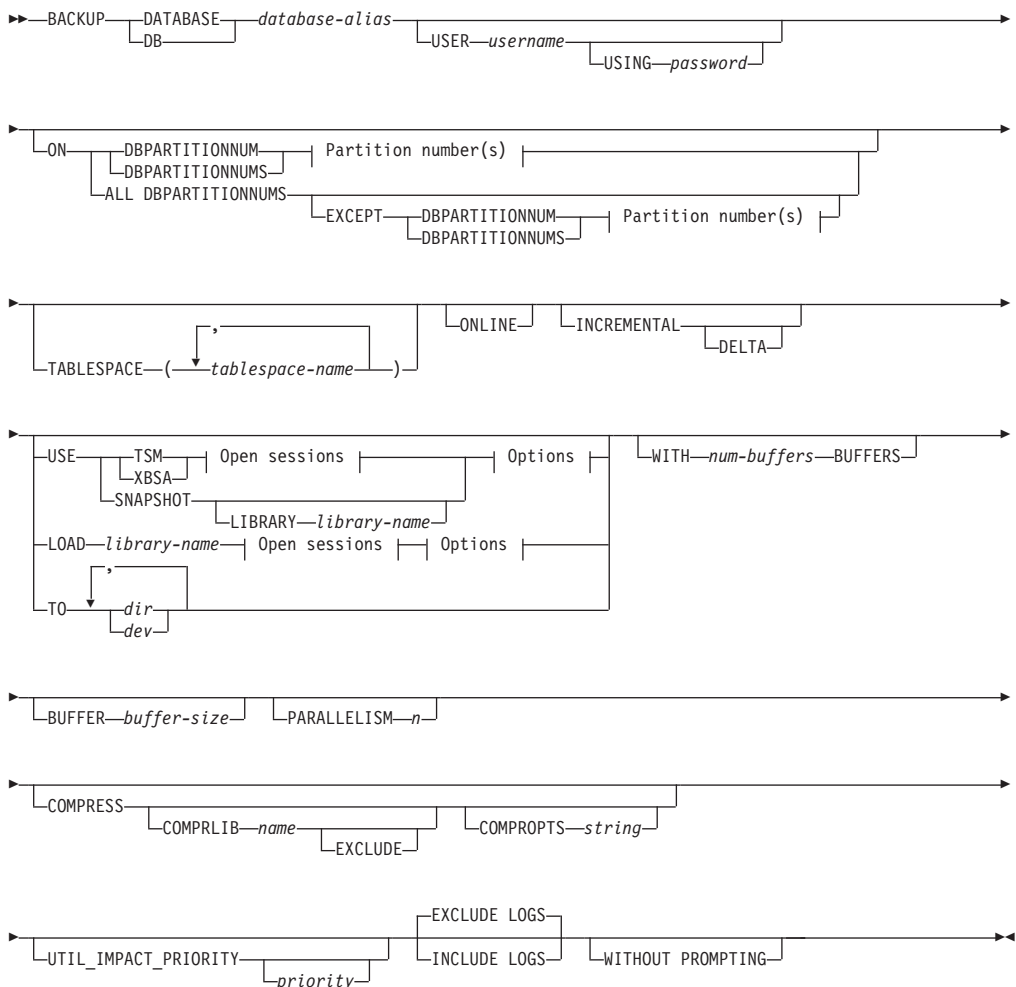 BACKUP DATABASE database-alias
DB USER username
USING password
ON DBPARTITIONNUM Partition number(s)
DBPARTITIONNUMS
ALL DBPARTITIONNUMS
EXCEPT DBPARTITIONNUM Partition number(s)
DBPARTITIONNUMS
TABLESPACE ( , tablespace-name ) ONLINE INCREMENTAL
DELTA
USE TSM Open sessions Options WITH num-buffers BUFFERS
XBSA
SNAPSHOT
LIBRARY library-name
LOAD library-name Open sessions Options
,
TO dir
dev
BUFFER buffer-size PARALLELISM n
COMPRESS
COMPRLIB name COMPROPTS string
EXCLUDE
EXCLUDE LOGS
UTIL_IMPACT_PRIORITY INCLUDE LOGS WITHOUT PROMPTING
priority